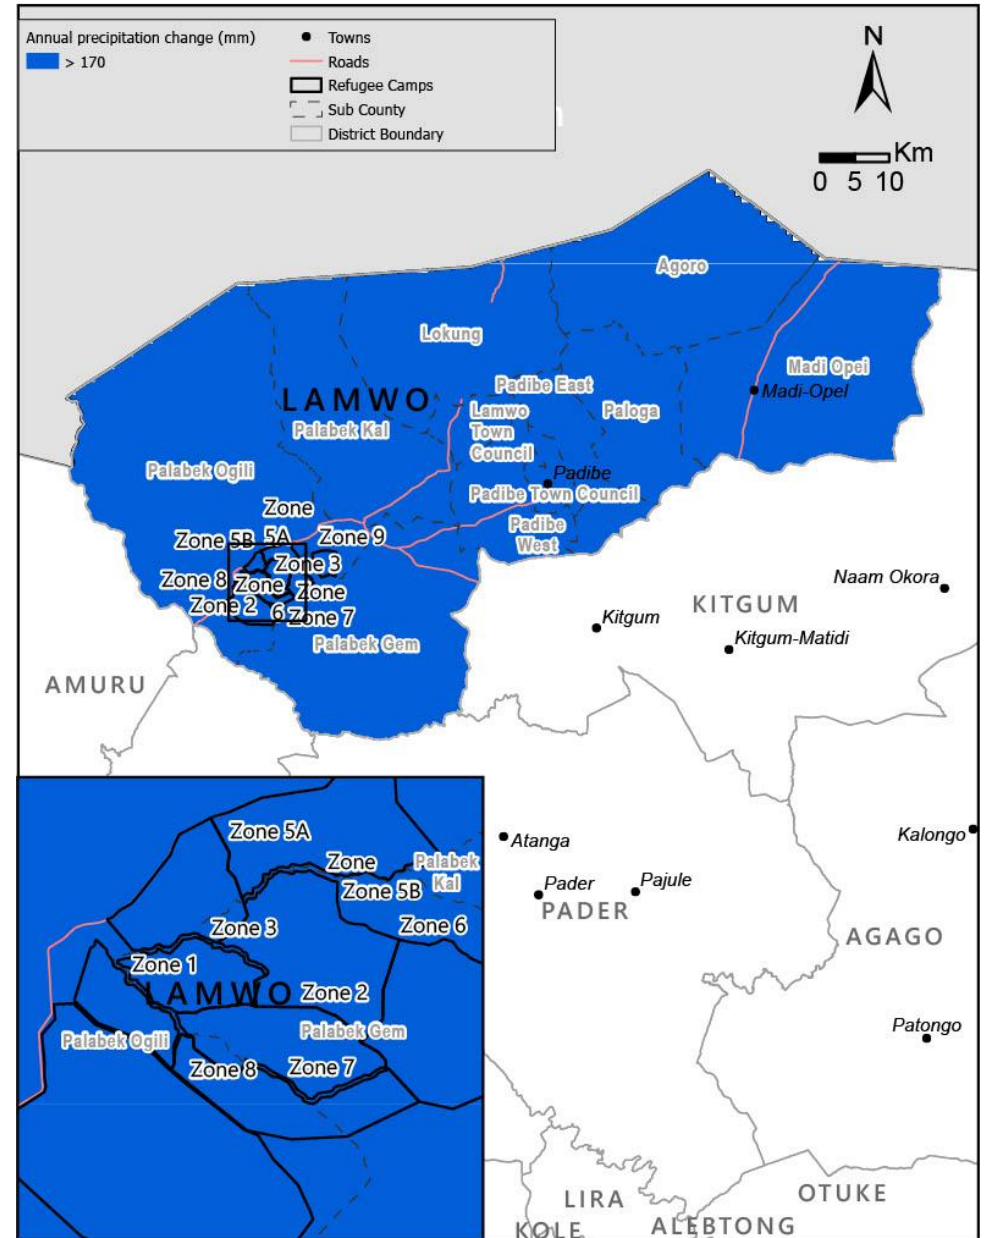 Annual precipitation change (mm)
> 170
Towns
Roads
Refugee Camps
Sub County
District Boundary
N
Km
0 5 10
Agoro
Lokung
Madi Opei
Padibe East
Madi-Opel
LAMWO
Lamwo
Town
Council
Paloga
Palabek Kal
Palabek Ogili
Padibe
Padibe Town Council
Zone
Padibe
West
Zone 5B
5A
Zone 9
Zone 3
Zone 8
Zone
Zone
Zone 2
6
Zone 7
Palabek Gem
Naam Okora
KITGUM
Kitgum
Kitgum-Matidi
AMURU
Zone 5A
Zone
Palabek
Kal
Zone 5B
Zone 3
Zone 6
Zone 1
LAMWO
Zone 2
Palabek Ogili
Palabek Gem
Zone 8
Zone 7
Atanga
Kalongo
Pader
Pajule
PADER
AGAGO
Patongo
LIRA
OTUKE
KOLE
ALEBTONG